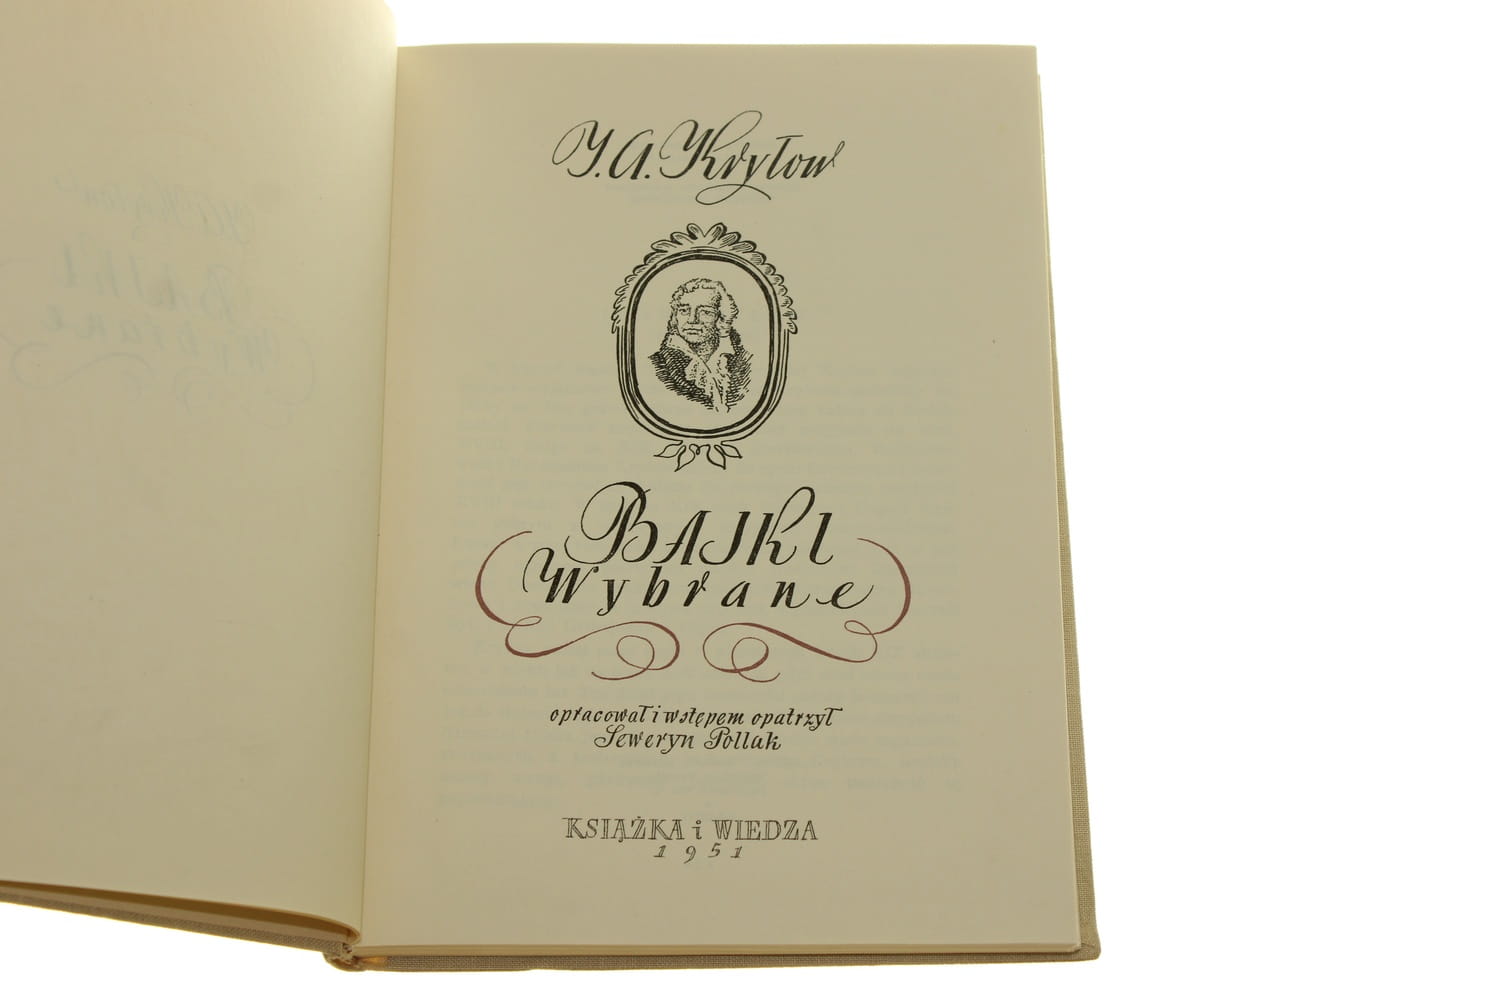 I. A. Kryłow
BAJKI
Wybrane
opracował i wstępem opatrzył
Seweryn Pollak
KSIĄŻKA i WIEDZA
1951